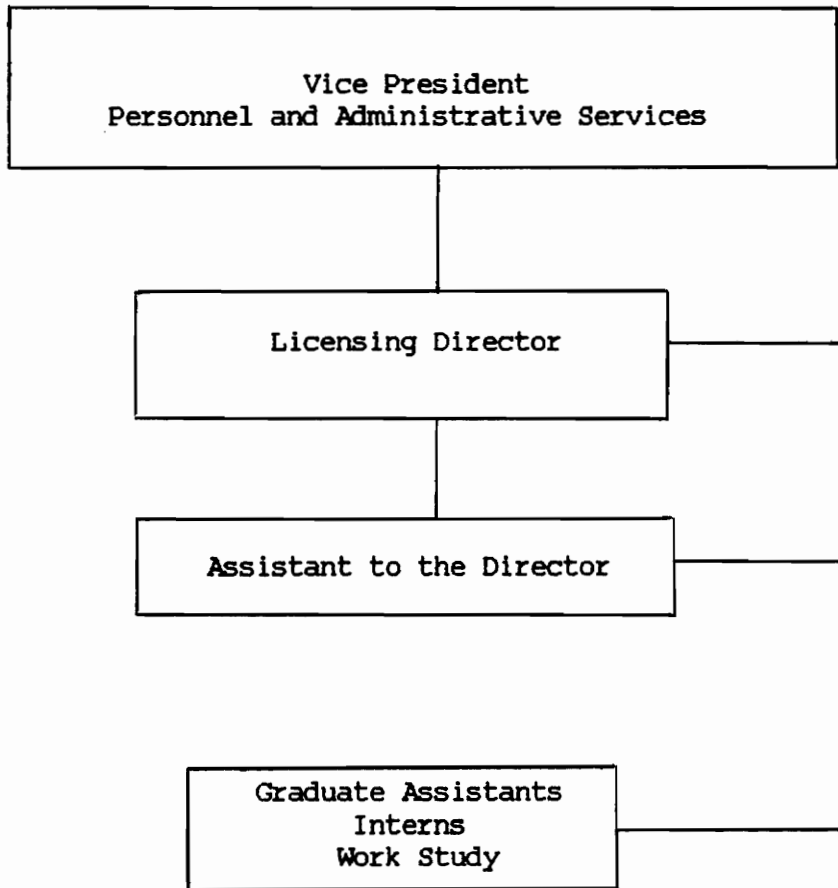 Vice President
Personnel and Administrative Services
Licensing Director
Assistant to the Director
Graduate Assistants
Interns
Work Study